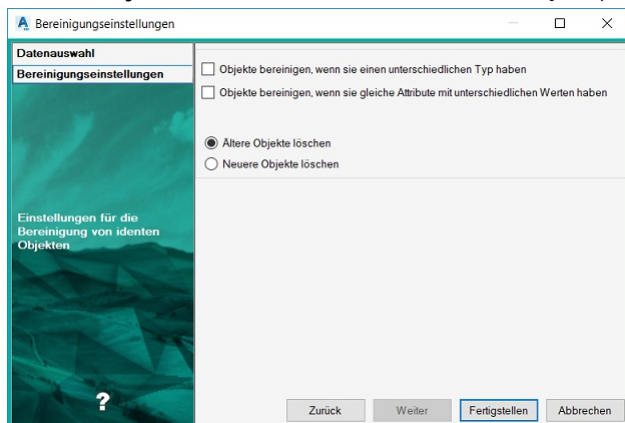 Bereinigungseinstellungen
Datenauswahl
Bereinigungseinstellungen
Einstellungen für die
Bereinigung von identen
Objekten
?
Objekte bereinigen, wenn sie einen unterschiedlichen Typ haben
Objekte bereinigen, wenn sie gleiche Attribute mit unterschiedlichen Werten haben
Ältere Objekte löschen
Neuere Objekte löschen
Zurück
Weiter
Fertigstellen
Abbrechen